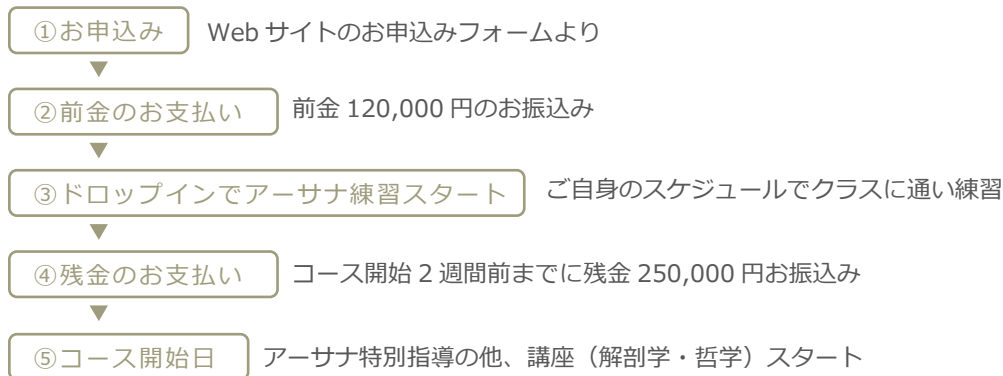 ①お申込み Web サイトのお申込みフォームより
▼
②前金のお支払い 前金 120,000 円のお振込み
▼
③ドロップインでアーサナ練習スタート ご自身のスケジュールでクラスに通い練習
▼
④残金のお支払い コース開始 2 週間前までに残金 250,000 円お振込み
▼
⑤コース開始日 アーサナ特別指導の他、講座（解剖学・哲学）スタート